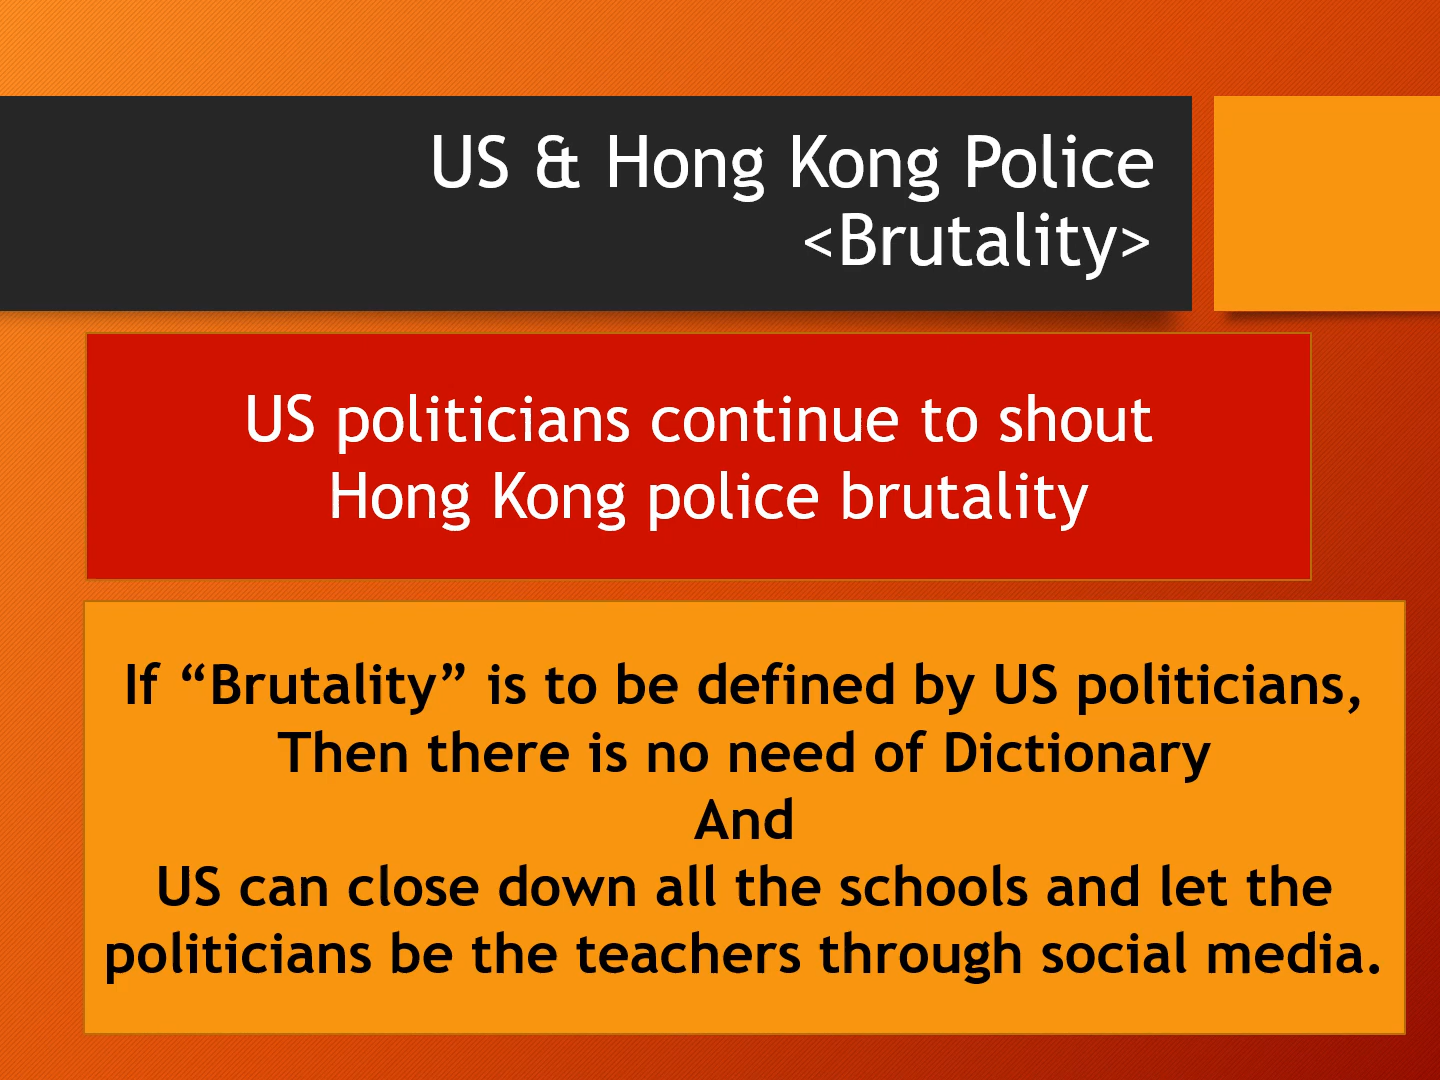 US & Hong Kong Police
<Brutality>
US politicians continue to shout
Hong Kong police brutality
If “Brutality” is to be defined by US politicians,
Then there is no need of Dictionary
And
US can close down all the schools and let the
politicians be the teachers through social media.